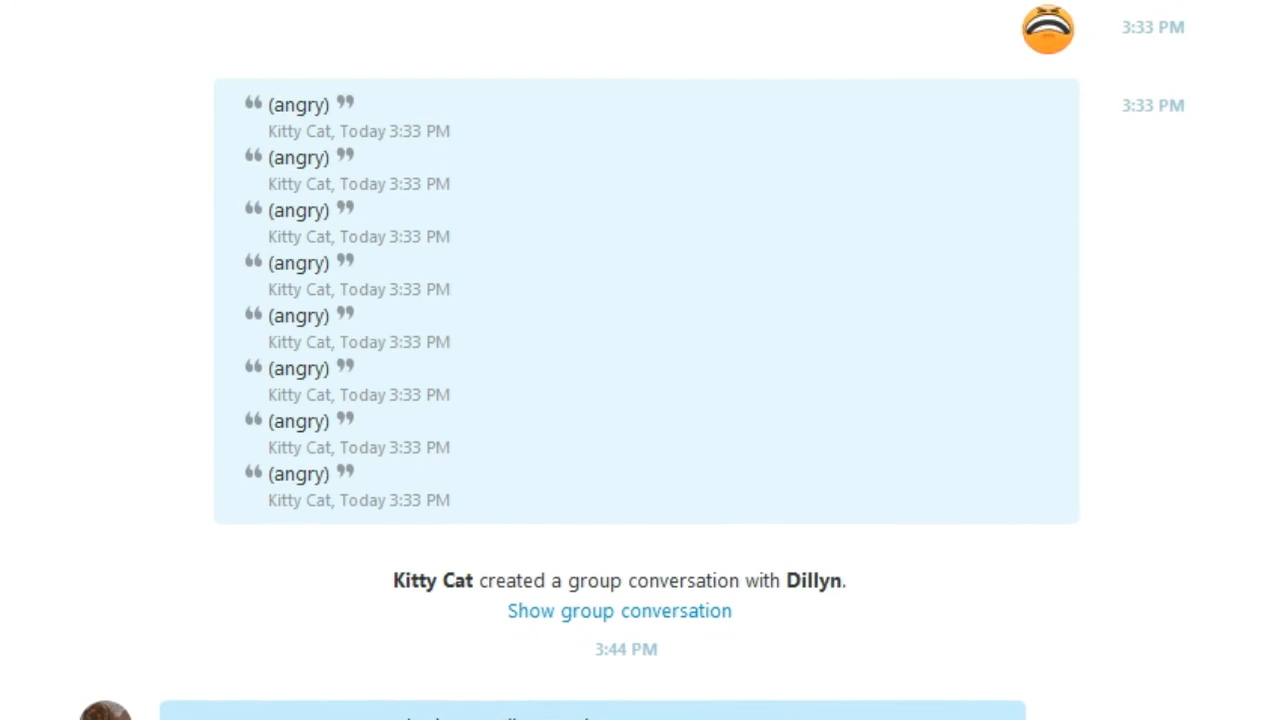 3:33 PM
❝ (angry) ❞ 3:33 PM
Kitty Cat, Today 3:33 PM
❝ (angry) ❞
Kitty Cat, Today 3:33 PM
❝ (angry) ❞
Kitty Cat, Today 3:33 PM
❝ (angry) ❞
Kitty Cat, Today 3:33 PM
❝ (angry) ❞
Kitty Cat, Today 3:33 PM
❝ (angry) ❞
Kitty Cat, Today 3:33 PM
❝ (angry) ❞
Kitty Cat, Today 3:33 PM
❝ (angry) ❞
Kitty Cat, Today 3:33 PM
Kitty Cat created a group conversation with Dillyn.
Show group conversation
3:44 PM